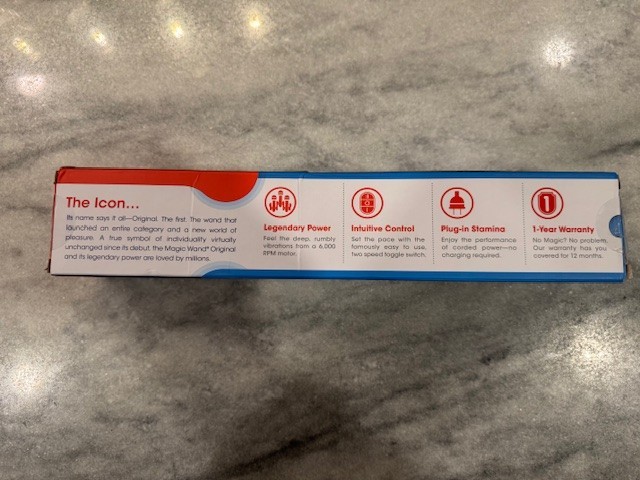 The Icon...
Its name says it all—Original. The first. The wand that
launched an entire category and a new world of
pleasure. A true symbol of individuality virtually
unchanged since its debut, the Magic Wand® Original
and its legendary power are loved by millions.
Legendary Power
Feel the deep, rumbly
vibrations from a 6,000
RPM motor.
Intuitive Control
Set the pace with the
famously easy to use,
two speed toggle switch.
Plug-in Stamina
Enjoy the performance
of corded power—no
charging required.
1
1-Year Warranty
No Magic? No problem.
Our warranty has you
covered for 12 months.